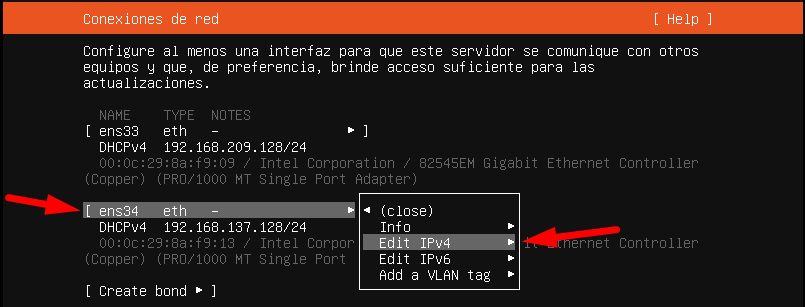 Conexiones de red [ Help ]
Configure al menos una interfaz para que este servidor se comunique con otros
equipos y que, de preferencia, brinde acceso suficiente para las
actualizaciones.
NAME TYPE NOTES
[ ens33 eth – ▸ ]
DHCPv4 192.168.209.128/24
00:0c:29:8a:f9:09 / Intel Corporation / 82545EM Gigabit Ethernet Controller
(Copper) (PRO/1000 MT Single Port Adapter)
[ ens34 eth – ▸
◂ (close)
DHCPv4 192.168.137.128/24
Info ▸
00:0c:29:8a:f9:13 / Intel Corpor
Edit IPv4 ▸
it Ethernet Controller
(Copper) (PRO/1000 MT Single Port
Edit IPv6 ▸
Add a VLAN tag ▸
[ Create bond ▸ ]